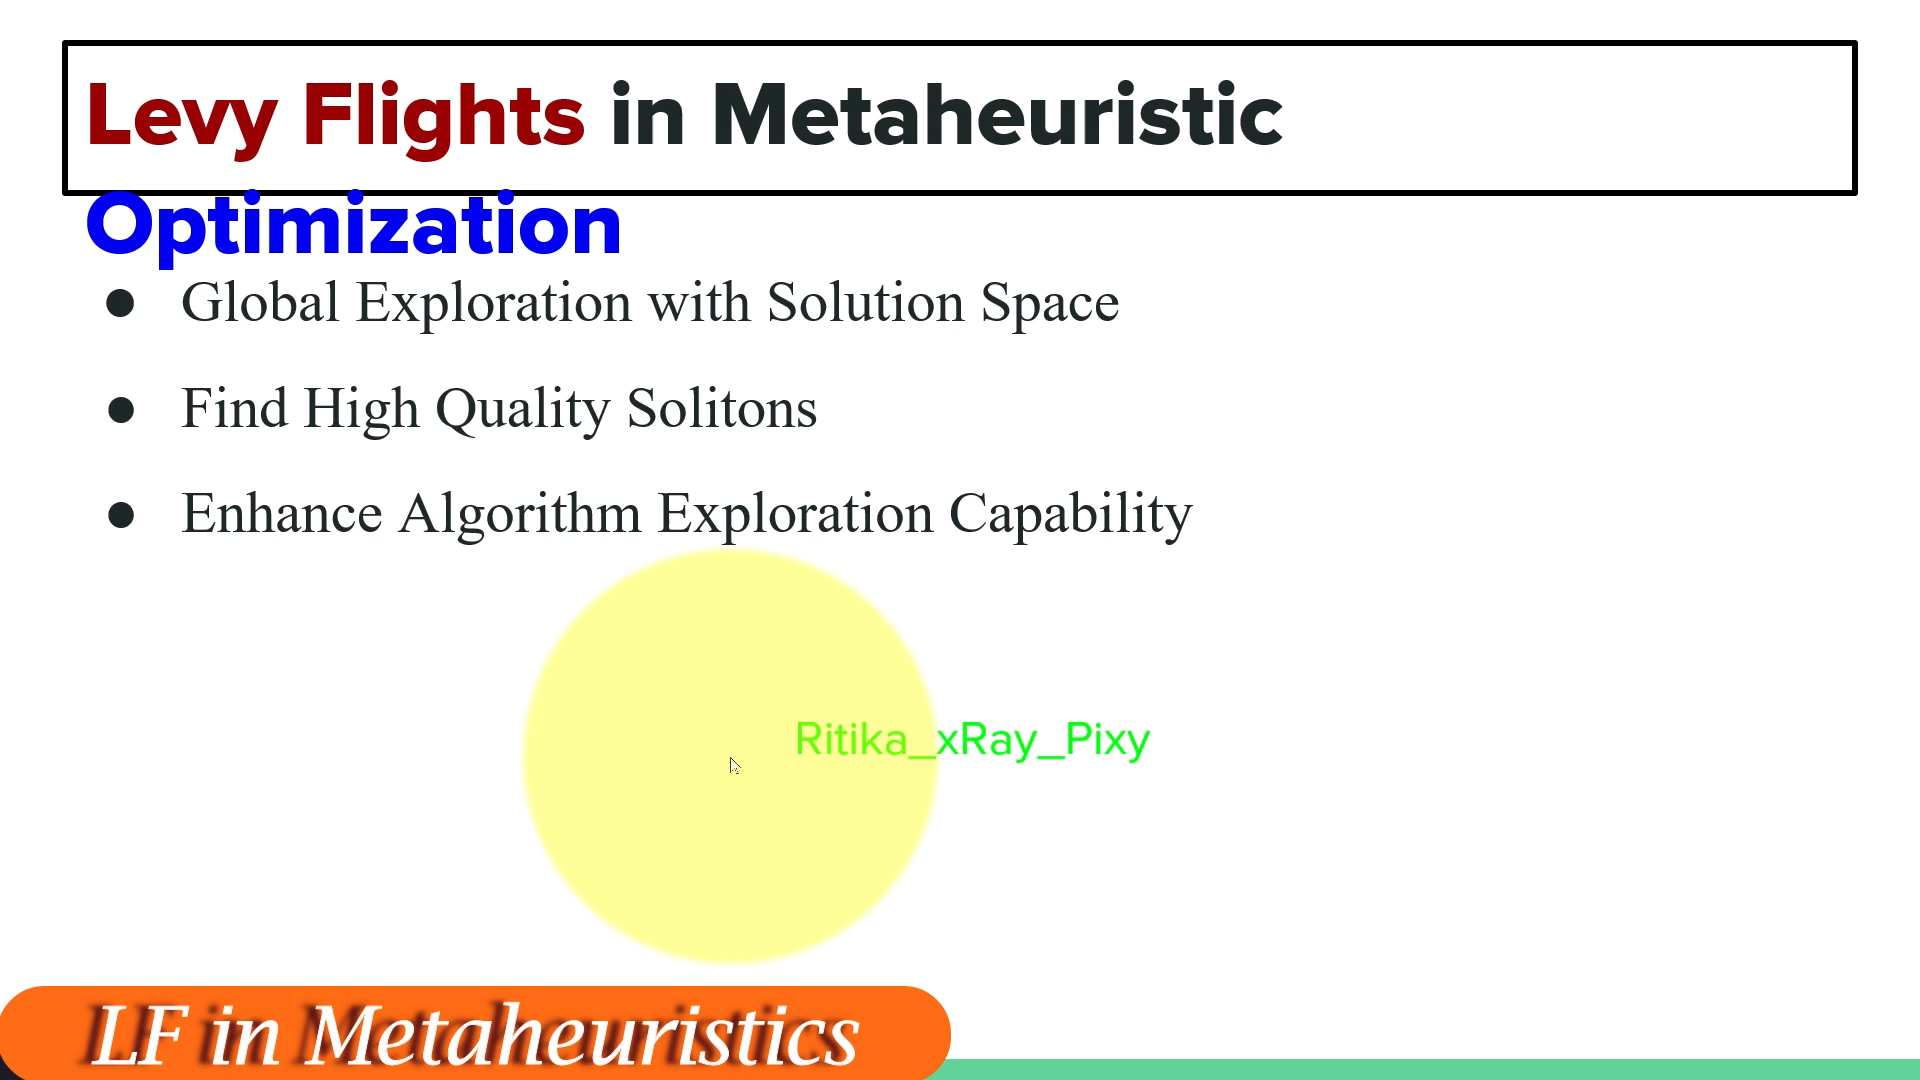 Levy Flights in Metaheuristic
Optimization
● Global Exploration with Solution Space
● Find High Quality Solitons
● Enhance Algorithm Exploration Capability
Ritika_xRay_Pixy
LF in Metaheuristics